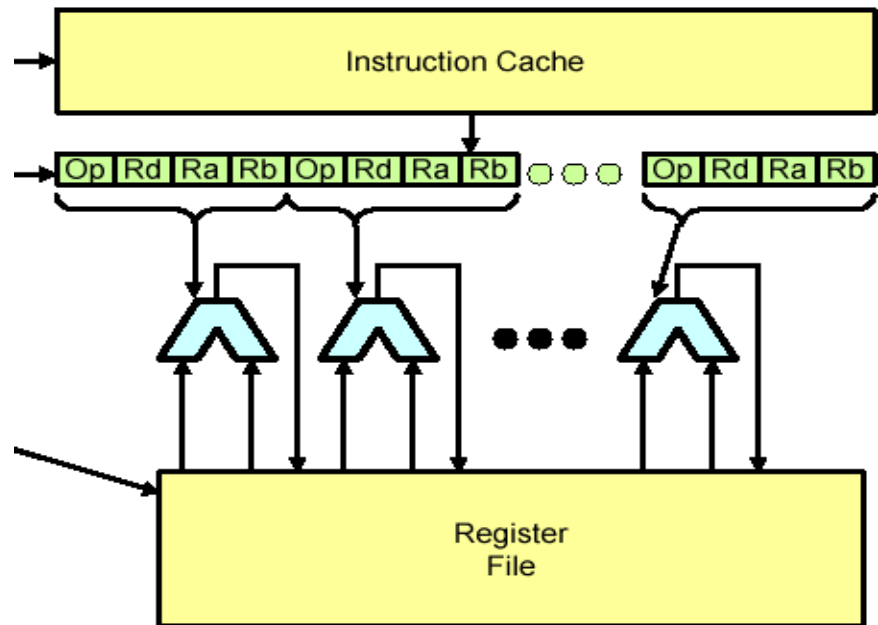 Instruction Cache
Op Rd Ra Rb Op Rd Ra Rb Op Rd Ra Rb
Register
File